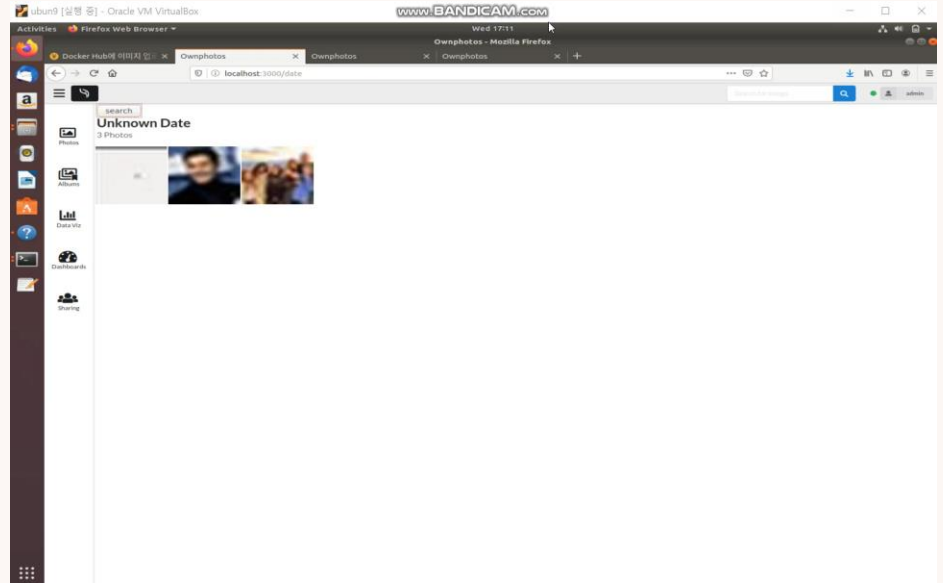 ubun9 [실행 중] - Oracle VM VirtualBox
www.BANDICAM.com
Activities
Firefox Web Browser
Wed 17:11
Ownphotos - Mozilla Firefox
Docker Hub에 이미지
Ownphotos
Ownphotos
Ownphotos
localhost:3000/date
Search
admin
search
Unknown Date
3 Photos
Photos
Albums
Data Viz
Dashboards
Sharing